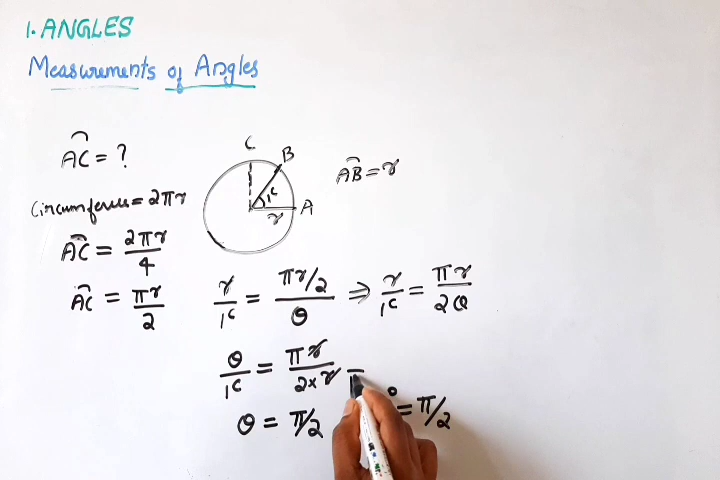 1. ANGLES
Measurements of Angles
AC = ?
C
B
A
1ᶜ
r
AB = r
Circumference = 2πr
AC = 2πr/4
AC = πr/2
r/1ᶜ = (πr/2)/θ ⇒ r/1ᶜ = πr/2θ
θ/1ᶜ = πr/2×r
θ = π/2
° = π/2